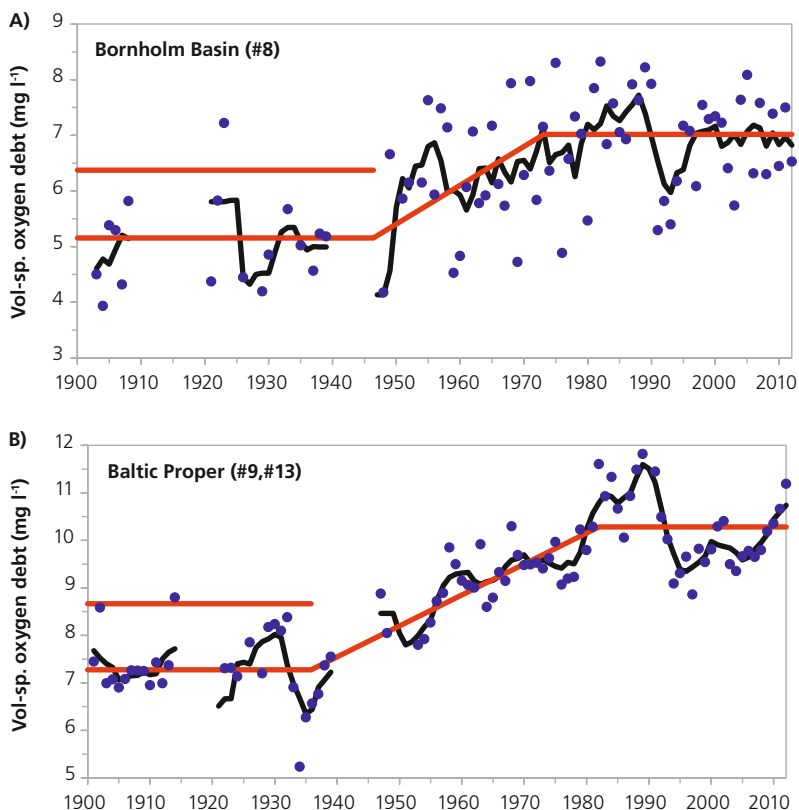 A)
Bornholm Basin (#8)
Vol-sp. oxygen debt (mg l⁻¹)
9
8
7
6
5
4
3
1900 1910 1920 1930 1940 1950 1960 1970 1980 1990 2000 2010
B)
Baltic Proper (#9,#13)
Vol-sp. oxygen debt (mg l⁻¹)
12
11
10
9
8
7
6
5
1900 1910 1920 1930 1940 1950 1960 1970 1980 1990 2000 2010